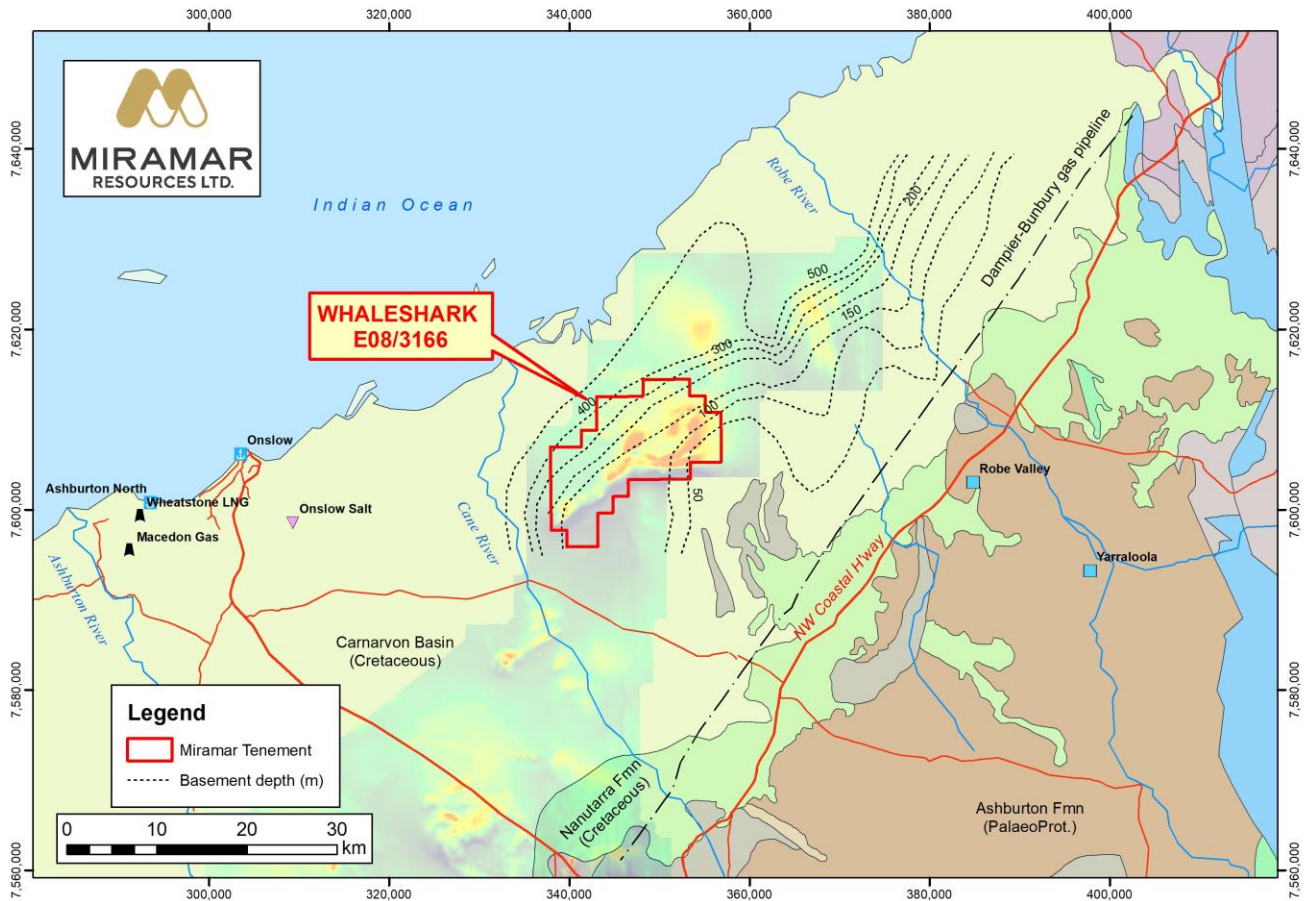 300,000
320,000
340,000
360,000
380,000
400,000
MIRAMAR
RESOURCES LTD.
7,640,000
7,640,000
Indian Ocean
Robe River
200
Dampier-Bunbury gas pipeline
500
150
WHALESHARK
E08/3166
7,620,000
7,620,000
300
400
100
Onslow
Robe Valley
Ashburton North
Wheatstone LNG
50
Onslow Salt
7,600,000
7,600,000
Macedon Gas
Cane River
Ashburton River
Yarraloola
NW Coastal H'way
Carnarvon Basin
(Cretaceous)
7,580,000
7,580,000
Legend
Miramar Tenement
Basement depth (m)
Nanutarra Fmn
(Cretaceous)
Ashburton Fmn
(PalaeoProt.)
0 10 20 30
km
7,560,000
7,560,000
300,000
320,000
340,000
360,000
380,000
400,000